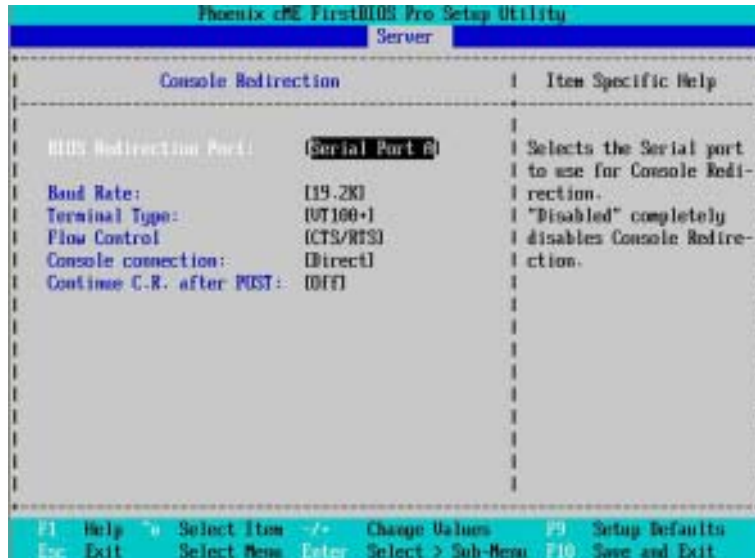 Phoenix cME FirstBIOS Pro Setup Utility
Server
Console Redirection
Item Specific Help
BIOS Redirection Port: [Serial Port A]
Baud Rate: [19.2K]
Terminal Type: [VT100+]
Flow Control [CTS/RTS]
Console connection: [Direct]
Continue C.R. after POST: [Off]
Selects the Serial port
to use for Console Redi-
rection.
"Disabled" completely
disables Console Redire-
ction.
F1 Help Select Item -/+ Change Values F9 Setup Defaults
Esc Exit Select Menu Enter Select > Sub-Menu F10 Save and Exit